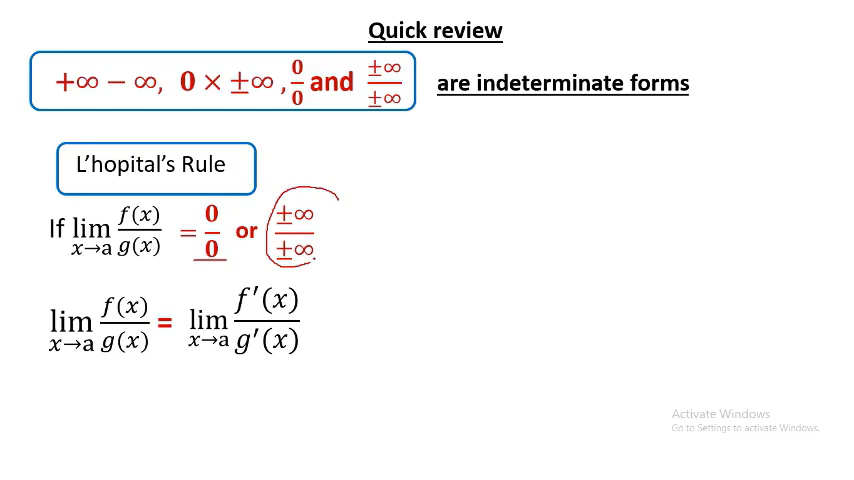 Quick review
+∞ − ∞, 0 × ±∞ , 0/0 and ±∞/±∞ are indeterminate forms
L'hopital's Rule
If lim x→a f(x)/g(x) = 0/0 or ±∞/±∞
lim x→a f(x)/g(x) = lim x→a f′(x)/g′(x)
Activate Windows
Go to Settings to activate Windows.